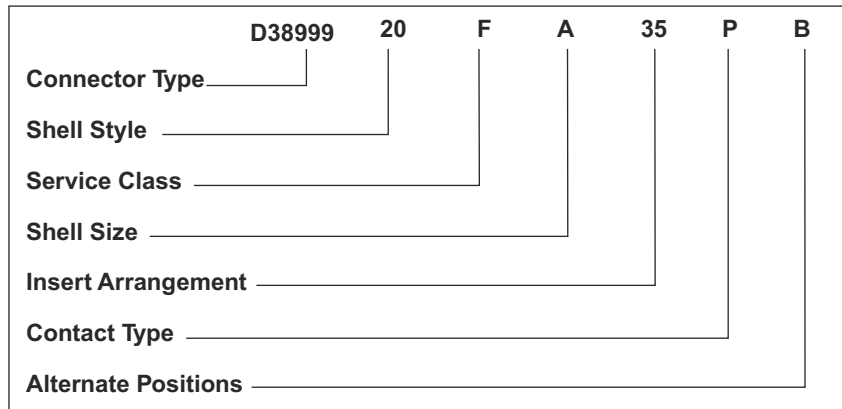 D38999 20 F A 35 P B
Connector Type
Shell Style
Service Class
Shell Size
Insert Arrangement
Contact Type
Alternate Positions